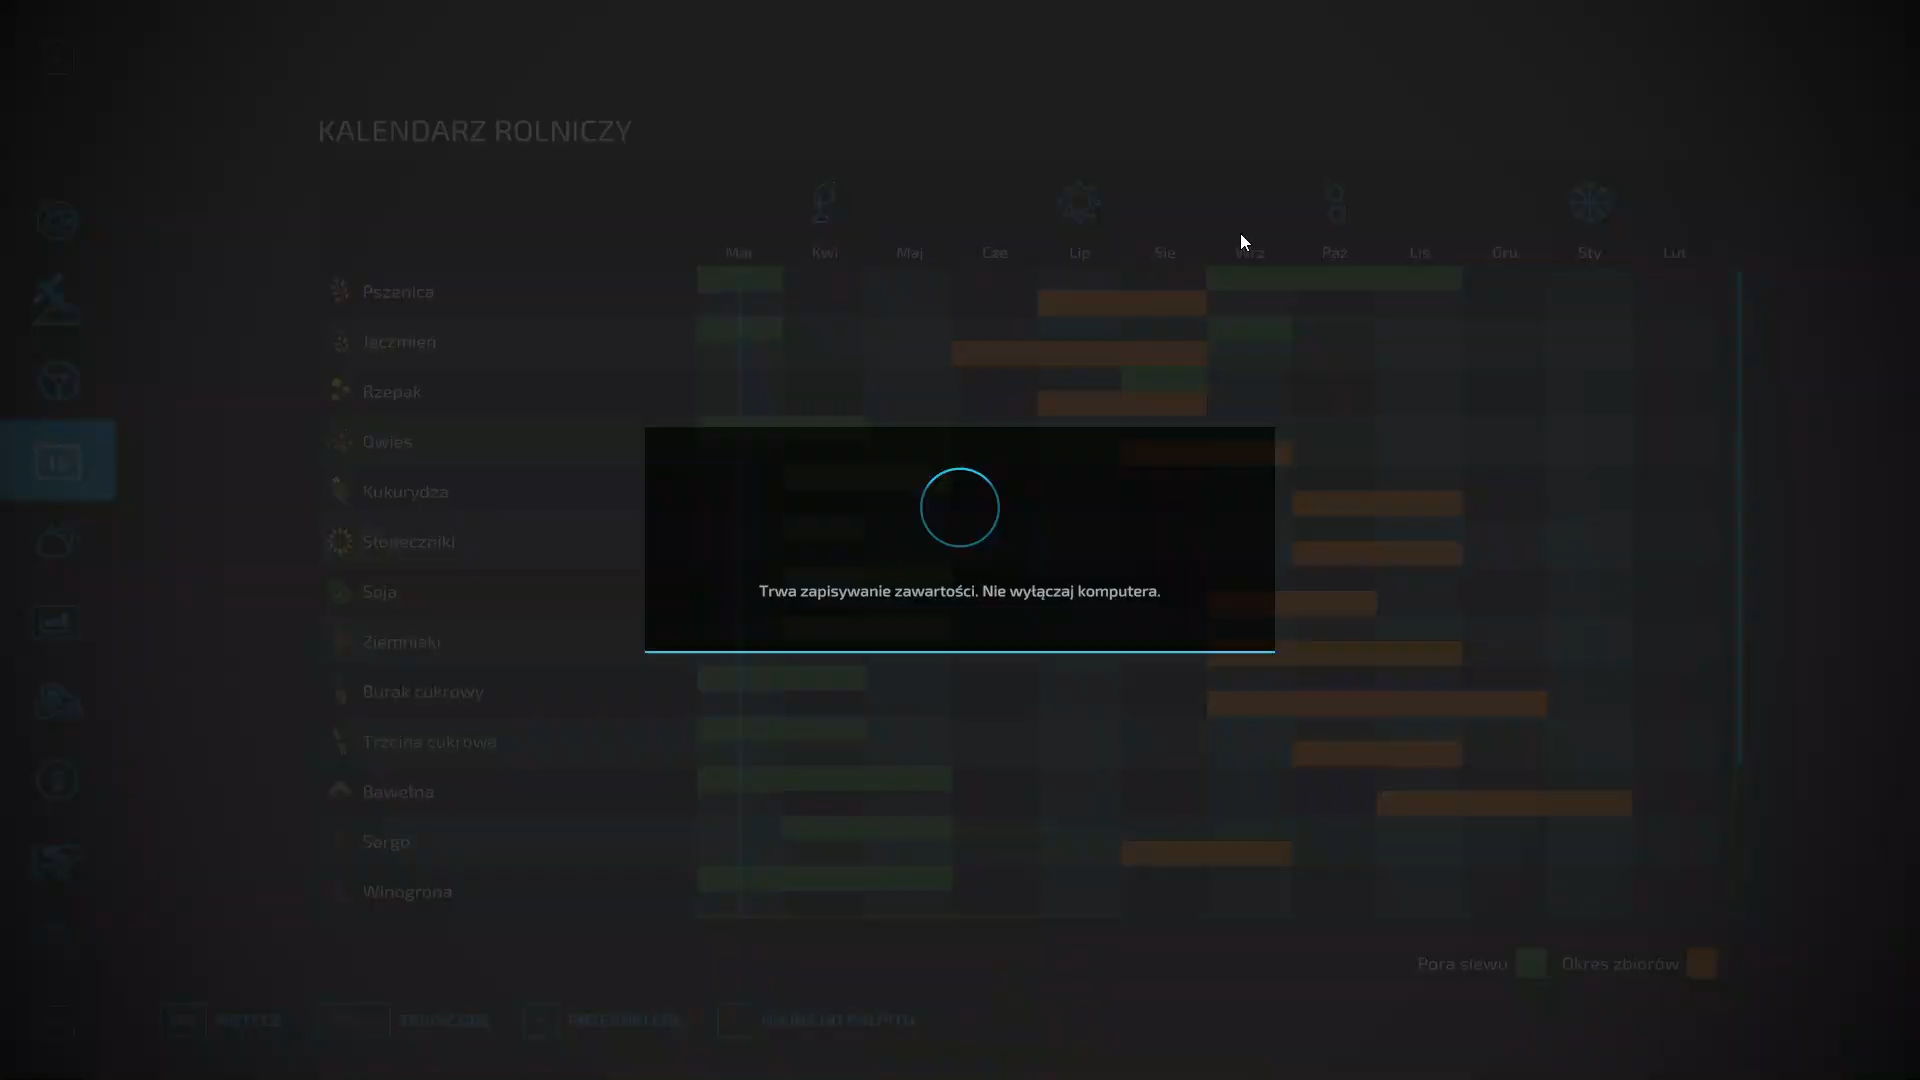 KALENDARZ ROLNICZY
Mar Kwi Maj Cze Lip Sie Wrz Paź Lis Gru Sty Lut
Pszenica
Jęczmień
Rzepak
Owies
Kukurydza
Słoneczniki
Soja
Ziemniaki
Burak cukrowy
Trzcina cukrowa
Bawełna
Sorgo
Winogrona
Trwa zapisywanie zawartości. Nie wyłączaj komputera.
Pora siewu Okres zbiorów